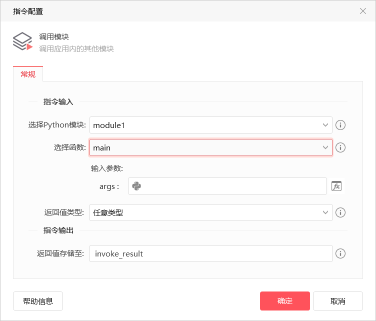 指令配置
调用模块
调用应用内的其他模块
常规
指令输入
选择Python模块: module1
选择函数: main
输入参数:
args :
返回值类型: 任意类型
指令输出
返回值存储至: invoke_result
帮助信息 确定 取消